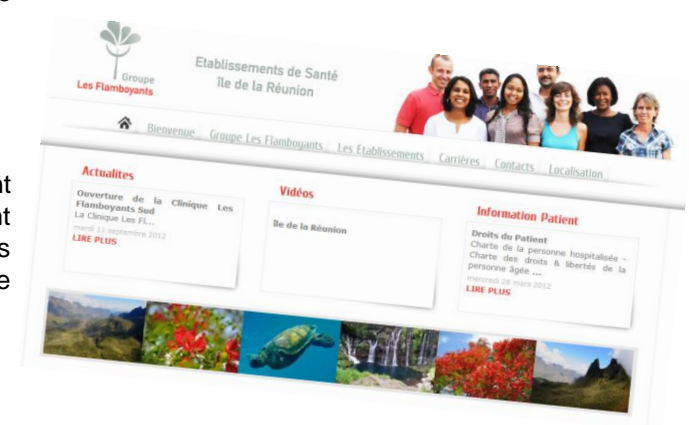 Groupe
Les Flamboyants
Etablissements de Santé
île de la Réunion
Bienvenue Groupe Les Flamboyants Les Etablissements Carrières Contacts Localisation
Actualites
Ouverture de la Clinique Les
Flamboyants Sud
La Clinique Les Fl...
mardi 11 septembre 2012
LIRE PLUS
Vidéos
Île de la Réunion
Information Patient
Droits du Patient
Charte de la personne hospitalisée -
Charte des droits & libertés de la
personne âgée ...
mercredi 28 mars 2012
LIRE PLUS